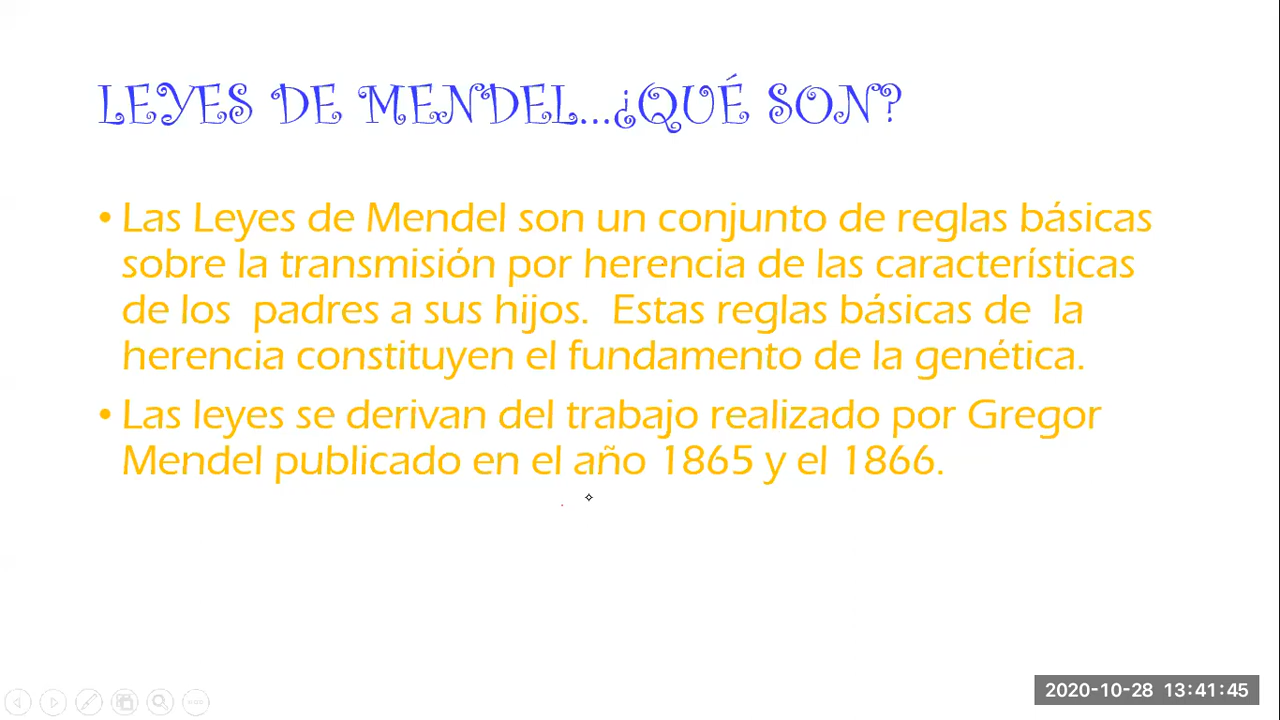 LEYES DE MENDEL...¿QUÉ SON?
• Las Leyes de Mendel son un conjunto de reglas básicas
sobre la transmisión por herencia de las características
de los padres a sus hijos. Estas reglas básicas de la
herencia constituyen el fundamento de la genética.
• Las leyes se derivan del trabajo realizado por Gregor
Mendel publicado en el año 1865 y el 1866.
2020-10-28 13:41:45